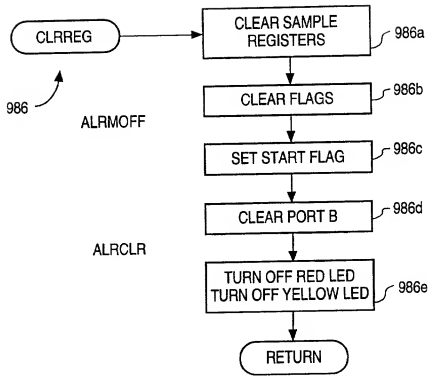 CLRREG
CLEAR SAMPLE
REGISTERS
986a
986
CLEAR FLAGS
986b
ALRMOFF
SET START FLAG
986c
CLEAR PORT B
986d
ALRCLR
TURN OFF RED LED
TURN OFF YELLOW LED
986e
RETURN